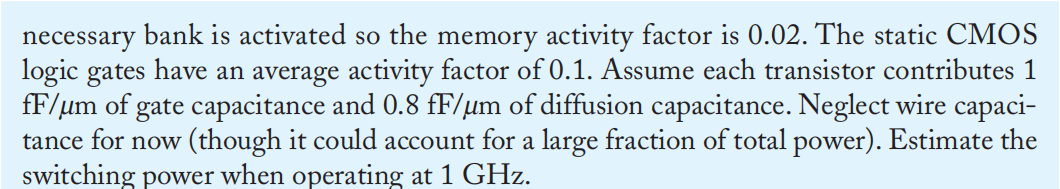 necessary bank is activated so the memory activity factor is 0.02. The static CMOS
logic gates have an average activity factor of 0.1. Assume each transistor contributes 1
fF/μm of gate capacitance and 0.8 fF/μm of diffusion capacitance. Neglect wire capaci-
tance for now (though it could account for a large fraction of total power). Estimate the
switching power when operating at 1 GHz.